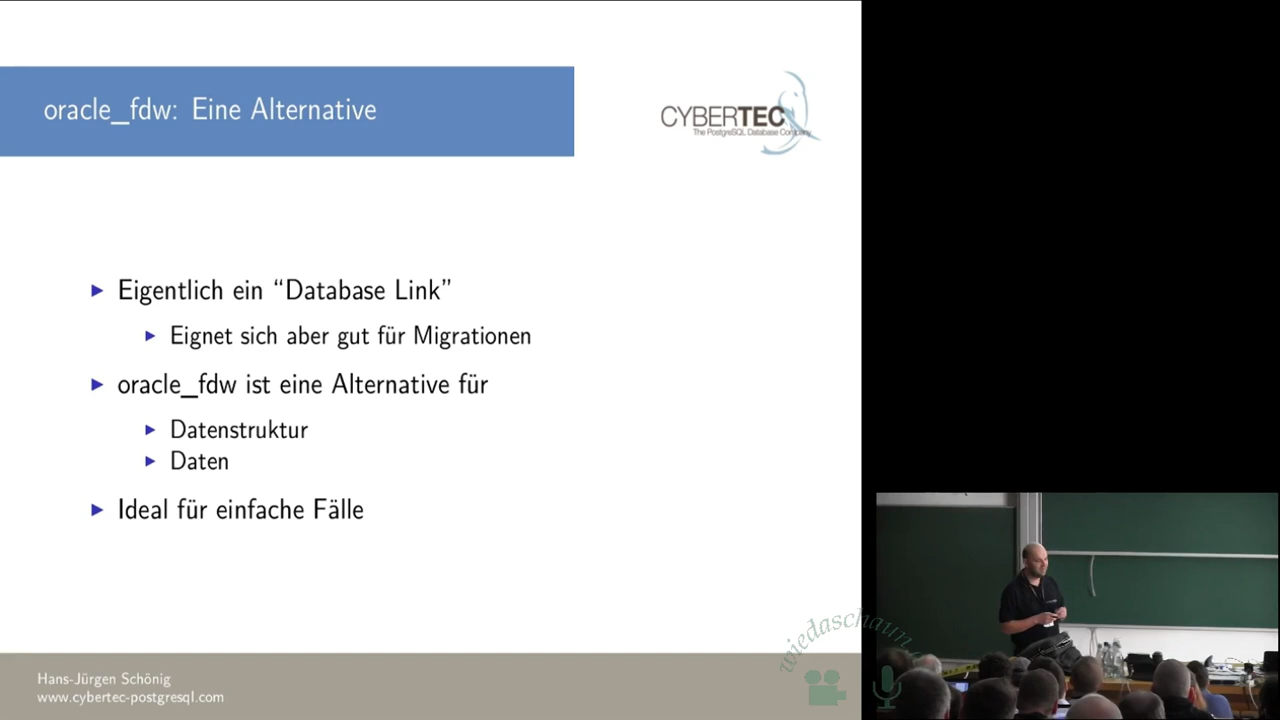 oracle_fdw: Eine Alternative
CYBERTEC
The PostgreSQL Database Company
▶ Eigentlich ein “Database Link”
▶ Eignet sich aber gut für Migrationen
▶ oracle_fdw ist eine Alternative für
▶ Datenstruktur
▶ Daten
▶ Ideal für einfache Fälle
wiedaschaun
Hans-Jürgen Schönig
www.cybertec-postgresql.com